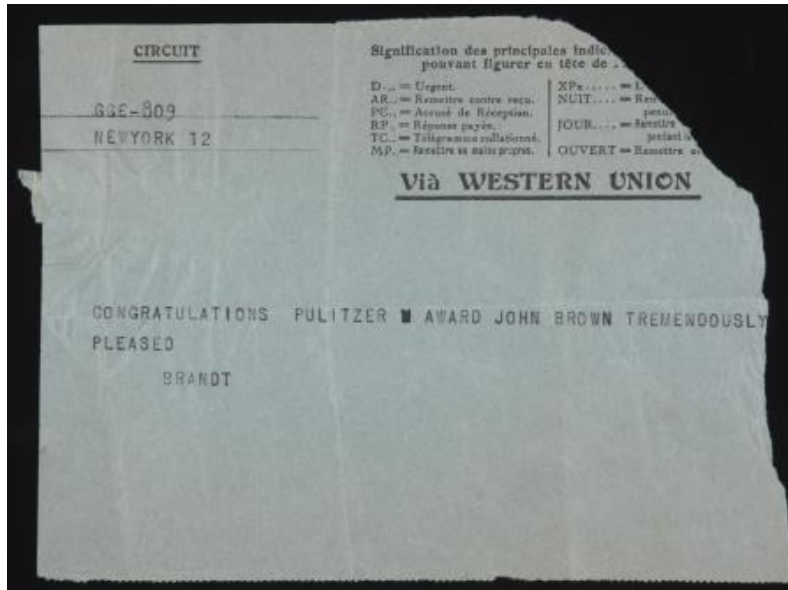 CIRCUIT
Signification des principales indic
pouvant figurer en tête de
D... = Urgent.
AR... = Remettre contre reçu.
PC... = Accusé de Réception.
RP.. = Réponse payée.
TC... = Télégramme collationné.
MP.. = Remettre en mains propres.
XPx..... =
NUIT.... =
JOUR.... = Remettre
OUVERT = Remettre
GGE-809
NEWYORK 12
Vià WESTERN UNION
CONGRATULATIONS PULITZER AWARD JOHN BROWN TREMENDOUSLY
PLEASED
BRANDT